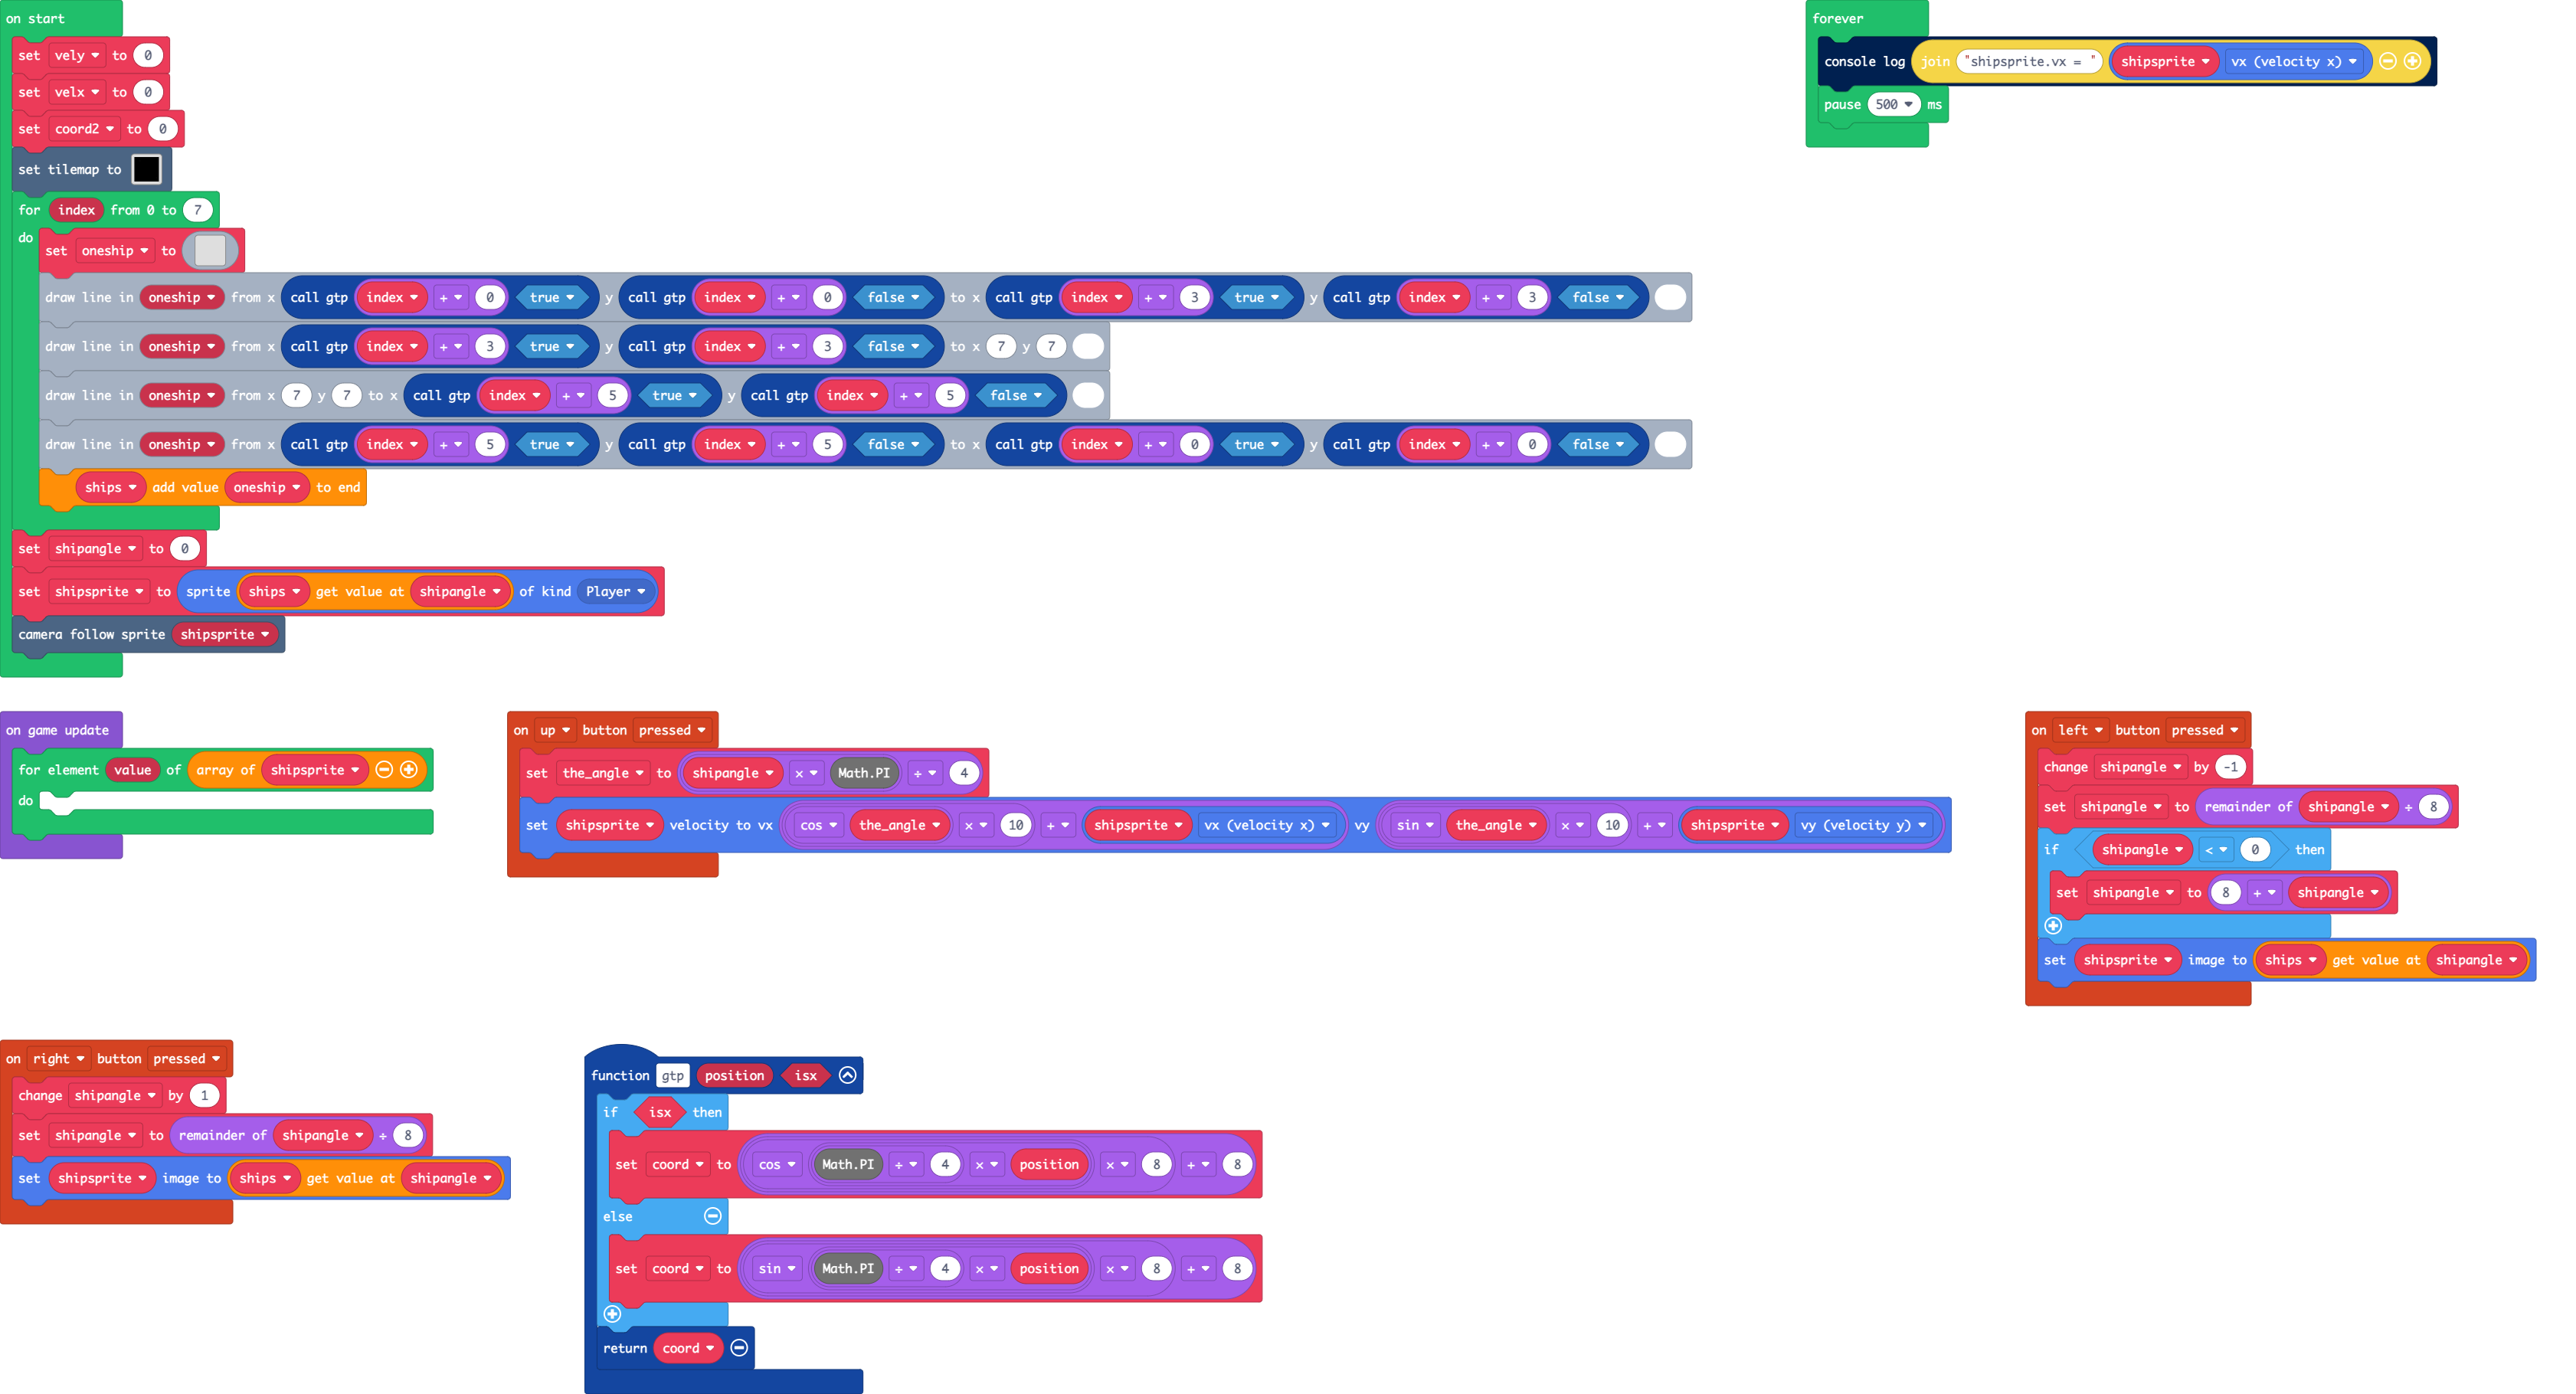 on start
set vely to 0
set velx to 0
set coord2 to 0
set tilemap to
for index from 0 to 7
do
set oneship to
draw line in oneship from x call gtp index + 0 true y call gtp index + 0 false to x call gtp index + 3 true y call gtp index + 3 false
draw line in oneship from x call gtp index + 3 true y call gtp index + 3 false to x 7 y 7
draw line in oneship from x 7 y 7 to x call gtp index + 5 true y call gtp index + 5 false
draw line in oneship from x call gtp index + 5 true y call gtp index + 5 false to x call gtp index + 0 true y call gtp index + 0 false
ships add value oneship to end
set shipangle to 0
set shipsprite to sprite ships get value at shipangle of kind Player
camera follow sprite shipsprite
forever
console log join "shipsprite.vx = " shipsprite vx (velocity x)
pause 500 ms
on game update
for element value of array of shipsprite
do
on up button pressed
set the_angle to shipangle × Math.PI ÷ 4
set shipsprite velocity to vx cos the_angle × 10 + shipsprite vx (velocity x) vy sin the_angle × 10 + shipsprite vy (velocity y)
on left button pressed
change shipangle by -1
set shipangle to remainder of shipangle ÷ 8
if shipangle < 0 then
set shipangle to 8 + shipangle
set shipsprite image to ships get value at shipangle
on right button pressed
change shipangle by 1
set shipangle to remainder of shipangle ÷ 8
set shipsprite image to ships get value at shipangle
function gtp position isx
if isx then
set coord to cos Math.PI ÷ 4 × position × 8 + 8
else
set coord to sin Math.PI ÷ 4 × position × 8 + 8
return coord